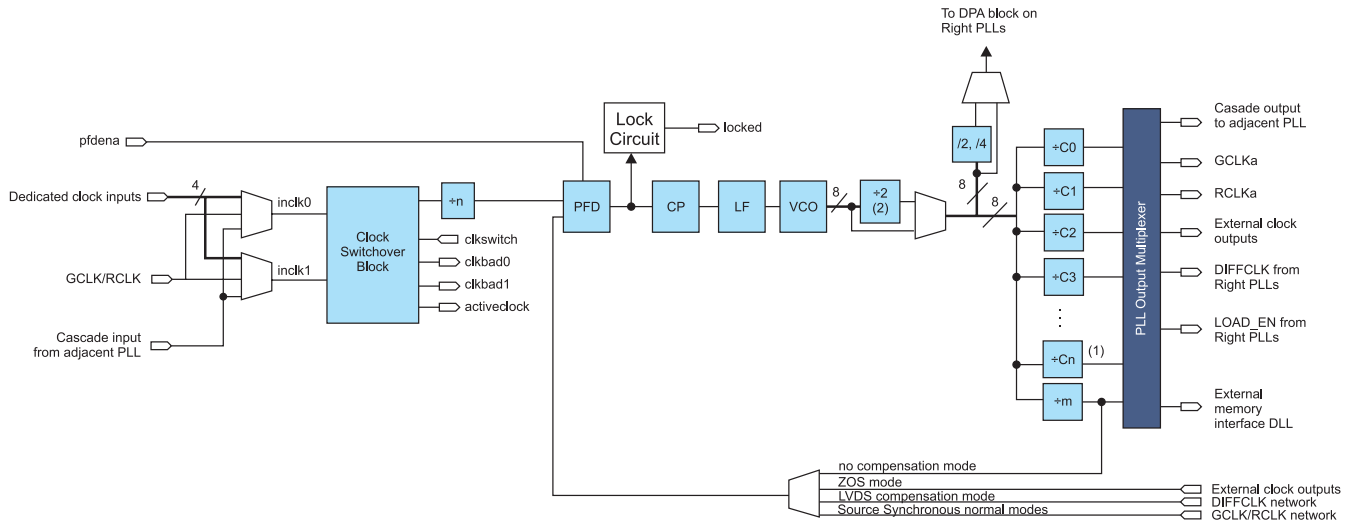 To DPA block on
Right PLLs
pfdena
Lock
Circuit
locked
/2, /4
Casade output
to adjacent PLL
÷C0
GCLKa
4
Dedicated clock inputs
inclk0
÷n
PFD
CP
LF
VCO
8
÷2
(2)
8
8
÷C1
RCLKa
Clock
Switchover
Block
clkswitch
clkbad0
÷C2
External clock
outputs
GCLK/RCLK
inclk1
clkbad1
÷C3
DIFFCLK from
Right PLLs
activeclock
PLL Output Multiplexer
LOAD_EN from
Right PLLs
Cascade input
from adjacent PLL
÷Cn
(1)
÷m
External
memory
interface DLL
no compensation mode
ZOS mode
External clock outputs
LVDS compensation mode
DIFFCLK network
Source Synchronous normal modes
GCLK/RCLK network